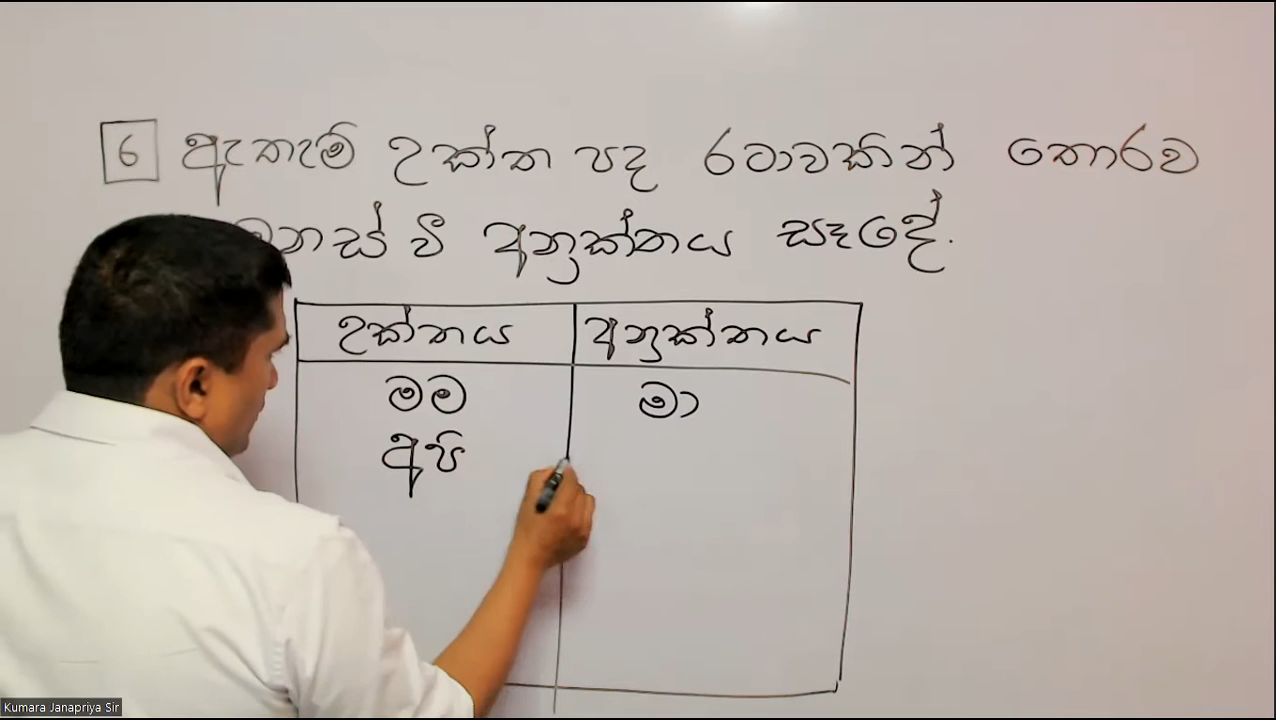 6 ඇතැම් උක්ත පද රටාවකින් තොරව
වෙනස් වී අනුක්තය සෑදේ.
උක්තය අනුක්තය
මම මා
අපි
Kumara Janapriya Sir